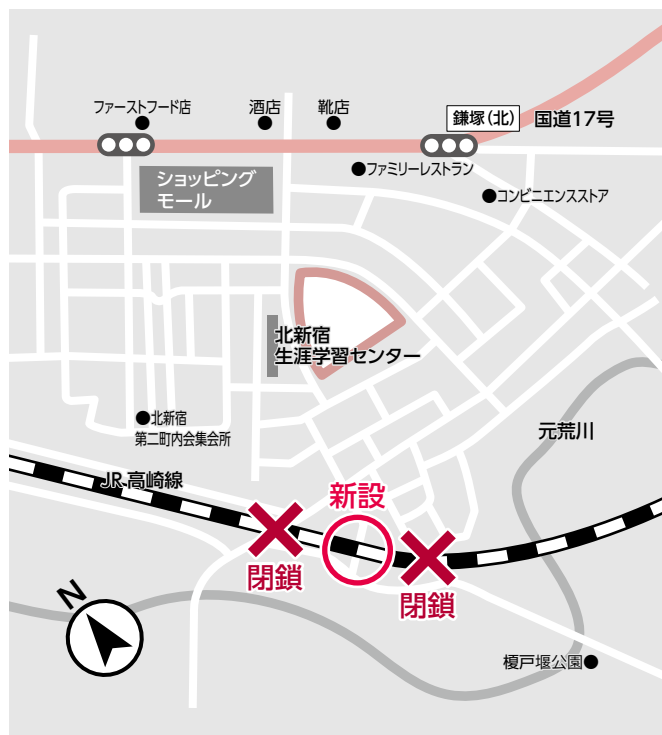 ファーストフード店
酒店
靴店
鎌塚(北)
国道17号
ショッピング
モール
ファミリーレストラン
コンビニエンスストア
北新宿
生涯学習センター
北新宿
第二町内会集会所
元荒川
JR高崎線
新設
閉鎖
閉鎖
N
榎戸堰公園